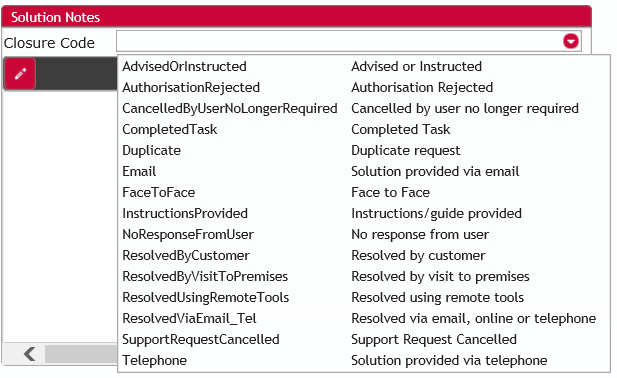 Solution Notes
Closure Code
AdvisedOrInstructed Advised or Instructed
AuthorisationRejected Authorisation Rejected
CancelledByUserNoLongerRequired Cancelled by user no longer required
CompletedTask Completed Task
Duplicate Duplicate request
Email Solution provided via email
FaceToFace Face to Face
InstructionsProvided Instructions/guide provided
NoResponseFromUser No response from user
ResolvedByCustomer Resolved by customer
ResolvedByVisitToPremises Resolved by visit to premises
ResolvedUsingRemoteTools Resolved using remote tools
ResolvedViaEmail_Tel Resolved via email, online or telephone
SupportRequestCancelled Support Request Cancelled
Telephone Solution provided via telephone